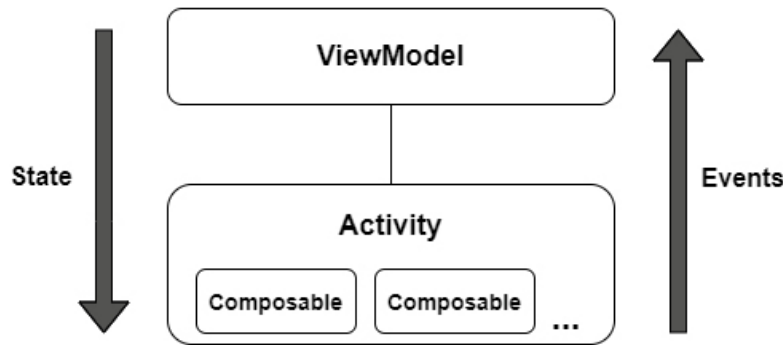 ViewModel
State
Events
Activity
Composable
Composable
...